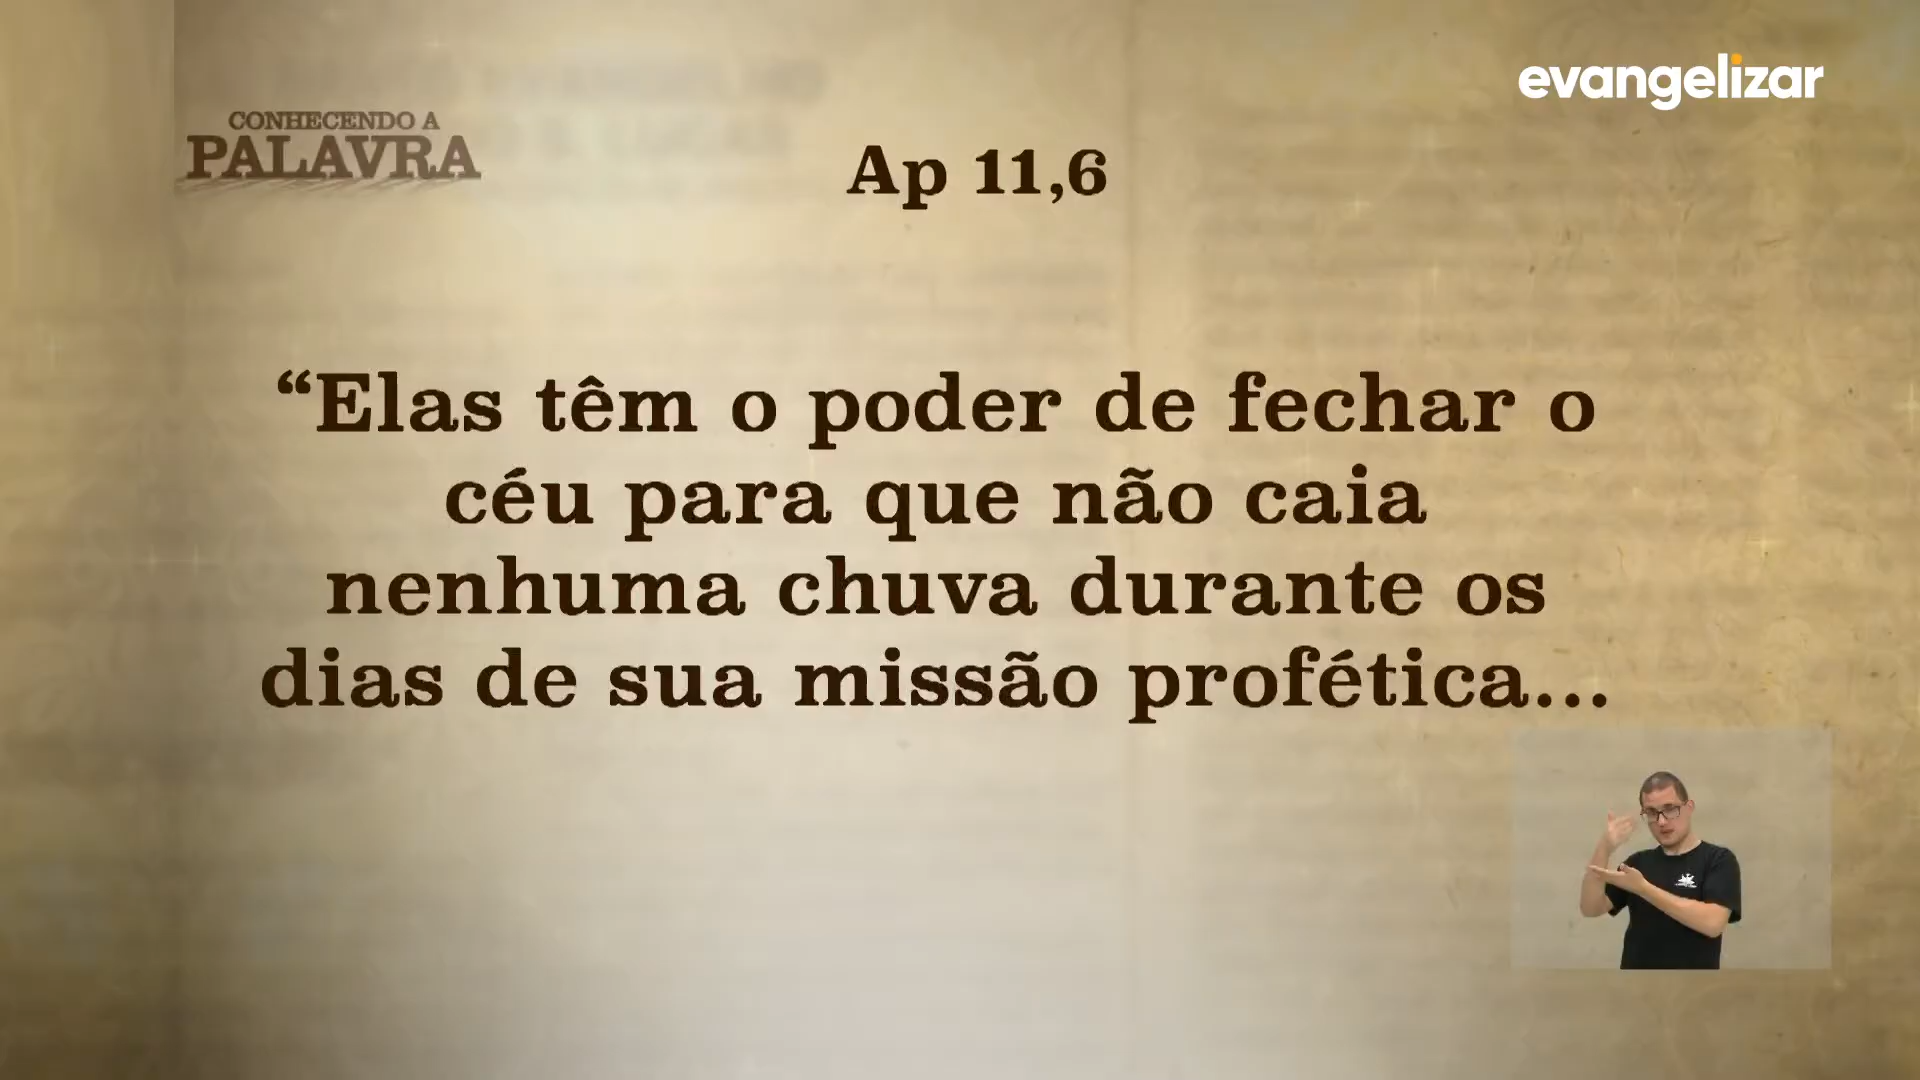 evangelizar
CONHECENDO A
PALAVRA
Ap 11,6
“Elas têm o poder de fechar o
céu para que não caia
nenhuma chuva durante os
dias de sua missão profética...